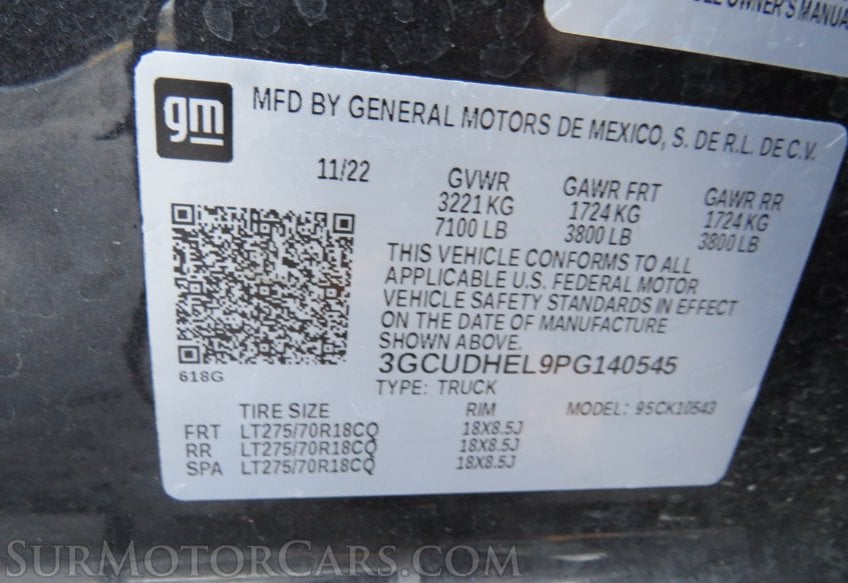 OWNER'S MANUAL
gm
MFD BY GENERAL MOTORS DE MEXICO, S. DE R.L. DE C.V.
11/22
GVWR GAWR FRT GAWR RR
3221 KG 1724 KG 1724 KG
7100 LB 3800 LB 3800 LB
THIS VEHICLE CONFORMS TO ALL
APPLICABLE U.S. FEDERAL MOTOR
VEHICLE SAFETY STANDARDS IN EFFECT
ON THE DATE OF MANUFACTURE
SHOWN ABOVE.
3GCUDHEL9PG140545
618G
TYPE: TRUCK
TIRE SIZE RIM MODEL: 95CK10543
FRT LT275/70R18CQ 18X8.5J
RR LT275/70R18CQ 18X8.5J
SPA LT275/70R18CQ 18X8.5J
SURMOTORCARS.COM